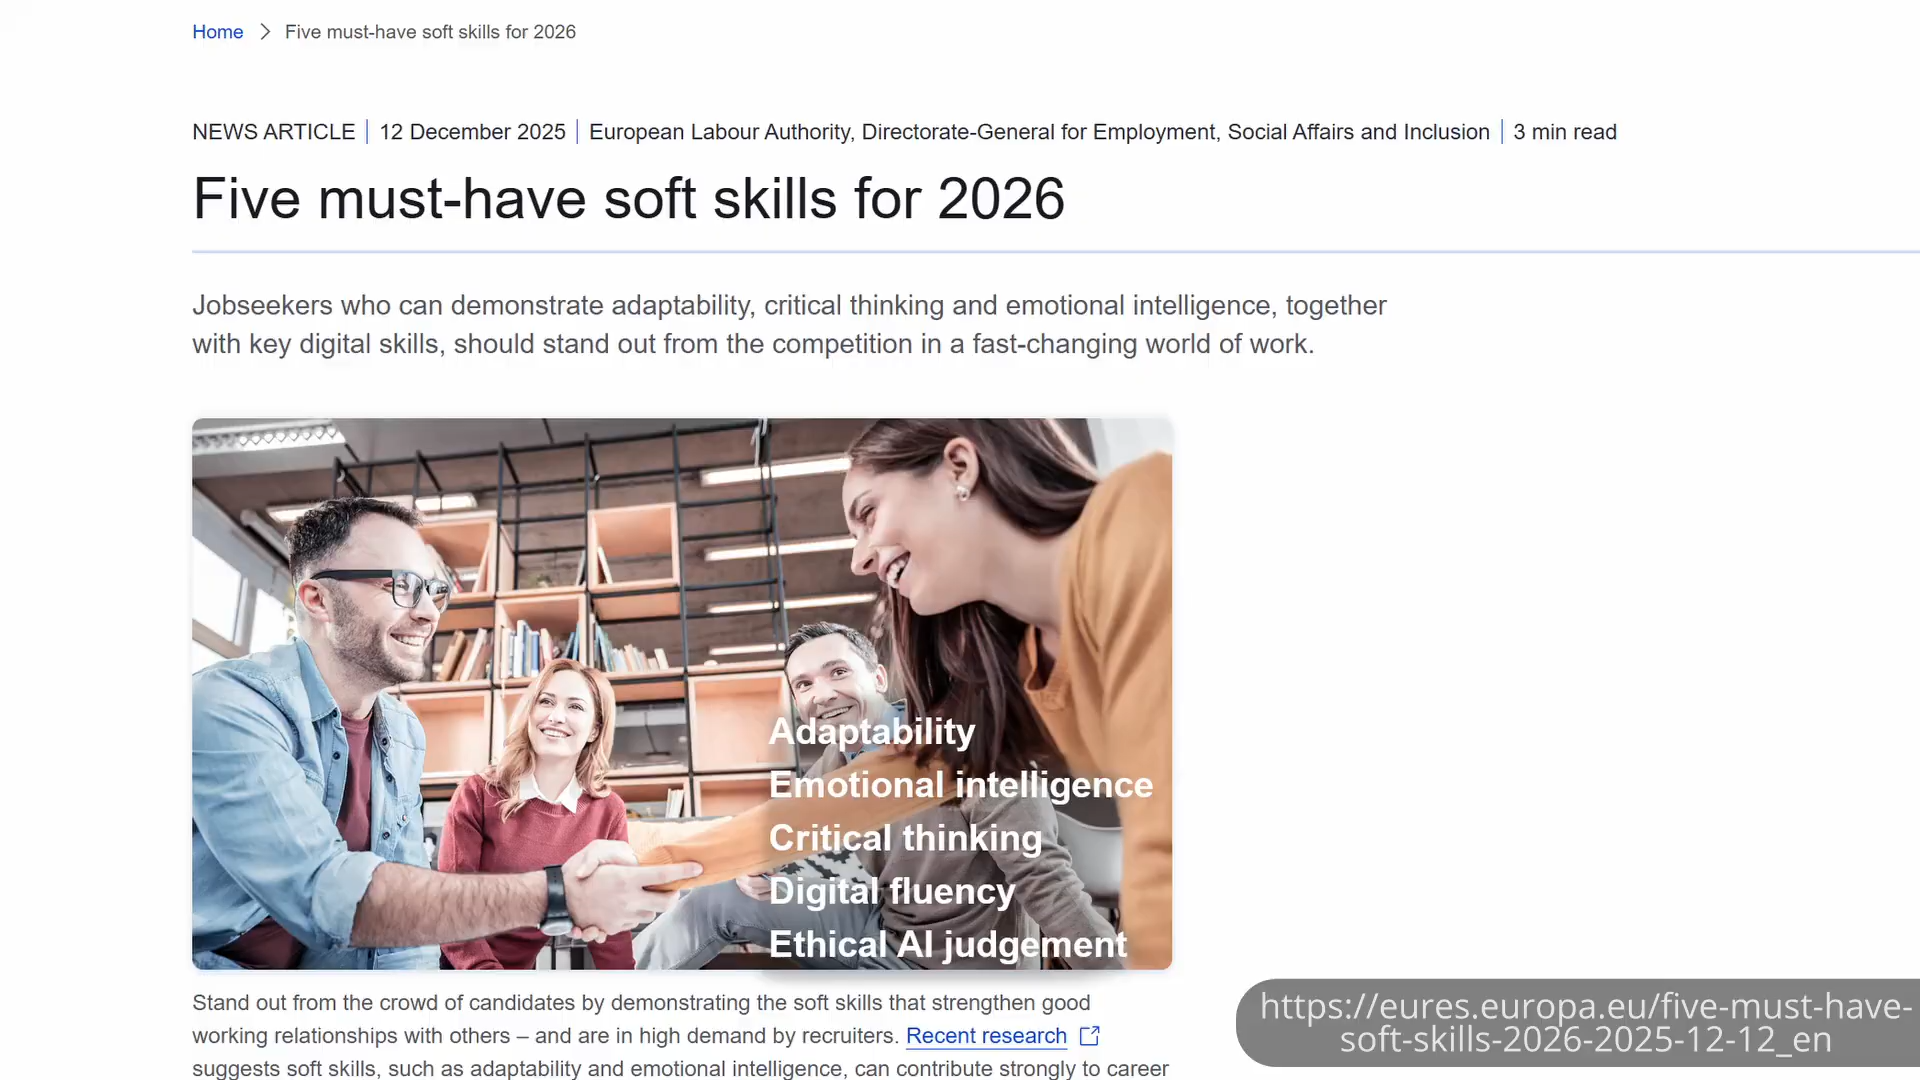 Home > Five must-have soft skills for 2026
NEWS ARTICLE | 12 December 2025 | European Labour Authority, Directorate-General for Employment, Social Affairs and Inclusion | 3 min read
Five must-have soft skills for 2026
Jobseekers who can demonstrate adaptability, critical thinking and emotional intelligence, together
with key digital skills, should stand out from the competition in a fast-changing world of work.
Adaptability
Emotional intelligence
Critical thinking
Digital fluency
Ethical AI judgement
Stand out from the crowd of candidates by demonstrating the soft skills that strengthen good
working relationships with others – and are in high demand by recruiters. Recent research
suggests soft skills, such as adaptability and emotional intelligence, can contribute strongly to career
https://eures.europa.eu/five-must-have-
soft-skills-2026-2025-12-12_en